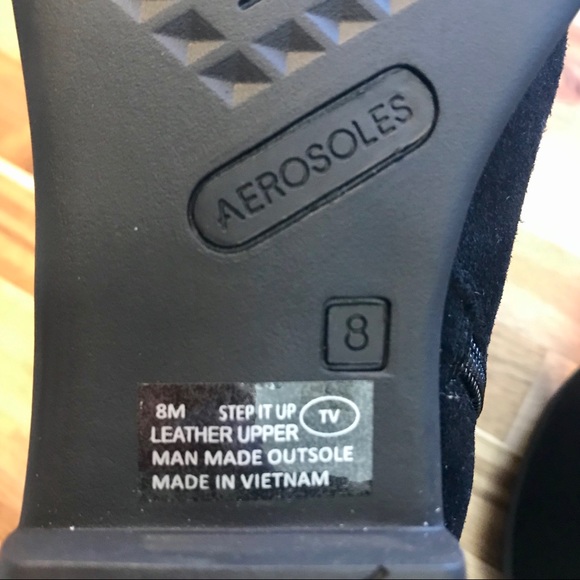 AEROSOLES
8
8M STEP IT UP TV
LEATHER UPPER
MAN MADE OUTSOLE
MADE IN VIETNAM